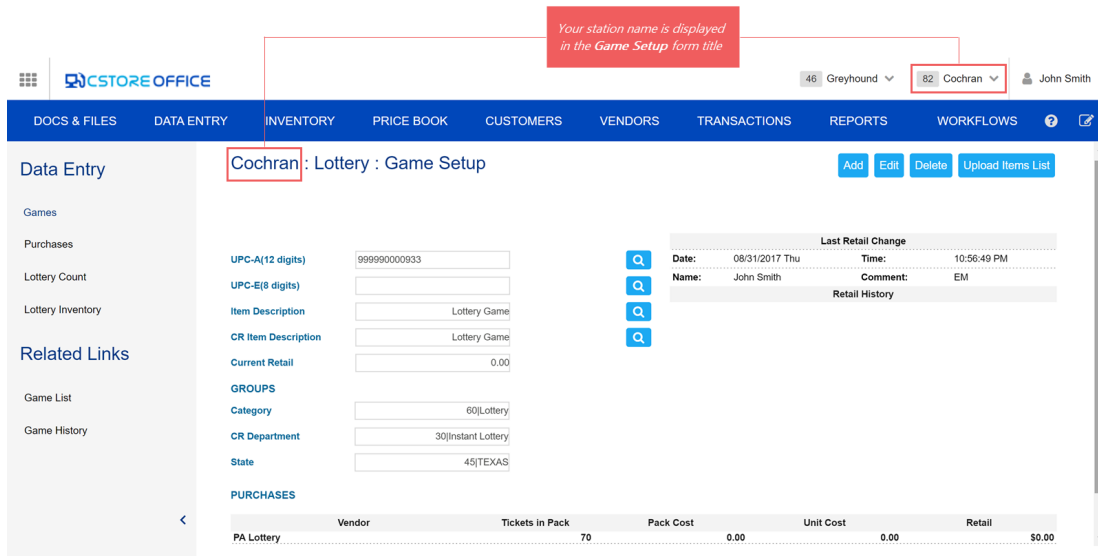 Your station name is displayed
in the Game Setup form title
CSTORE OFFICE
46 Greyhound
82 Cochran
John Smith
DOCS & FILES DATA ENTRY INVENTORY PRICE BOOK CUSTOMERS VENDORS TRANSACTIONS REPORTS WORKFLOWS ?
Data Entry
Games
Purchases
Lottery Count
Lottery Inventory
Related Links
Game List
Game History
Cochran : Lottery : Game Setup
Add Edit Delete Upload Items List
UPC-A(12 digits) 999990000933
UPC-E(8 digits)
Item Description Lottery Game
CR Item Description Lottery Game
Current Retail 0.00
GROUPS
Category 60|Lottery
CR Department 30|Instant Lottery
State 45|TEXAS
Last Retail Change
Date: 08/31/2017 Thu Time: 10:56:49 PM
Name: John Smith Comment: EM
Retail History
PURCHASES
Vendor Tickets in Pack Pack Cost Unit Cost Retail
PA Lottery 70 0.00 0.00 $0.00